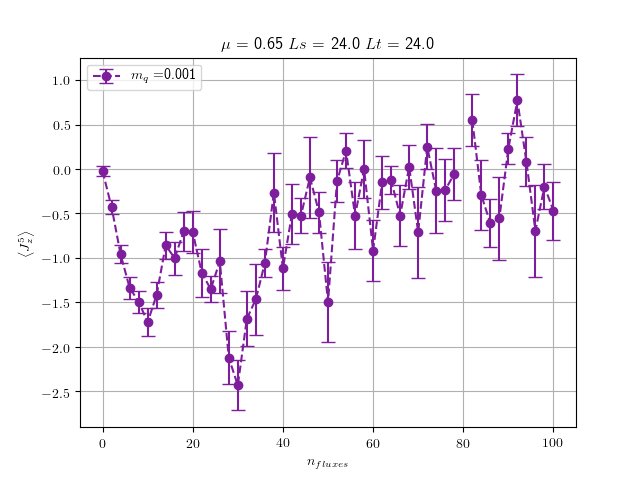 μ = 0.65 Ls = 24.0 Lt = 24.0
m_q =0.001
1.0
0.5
0.0
−0.5
−1.0
−1.5
−2.0
−2.5
⟨J_z^5⟩
0 20 40 60 80 100
n_fluxes